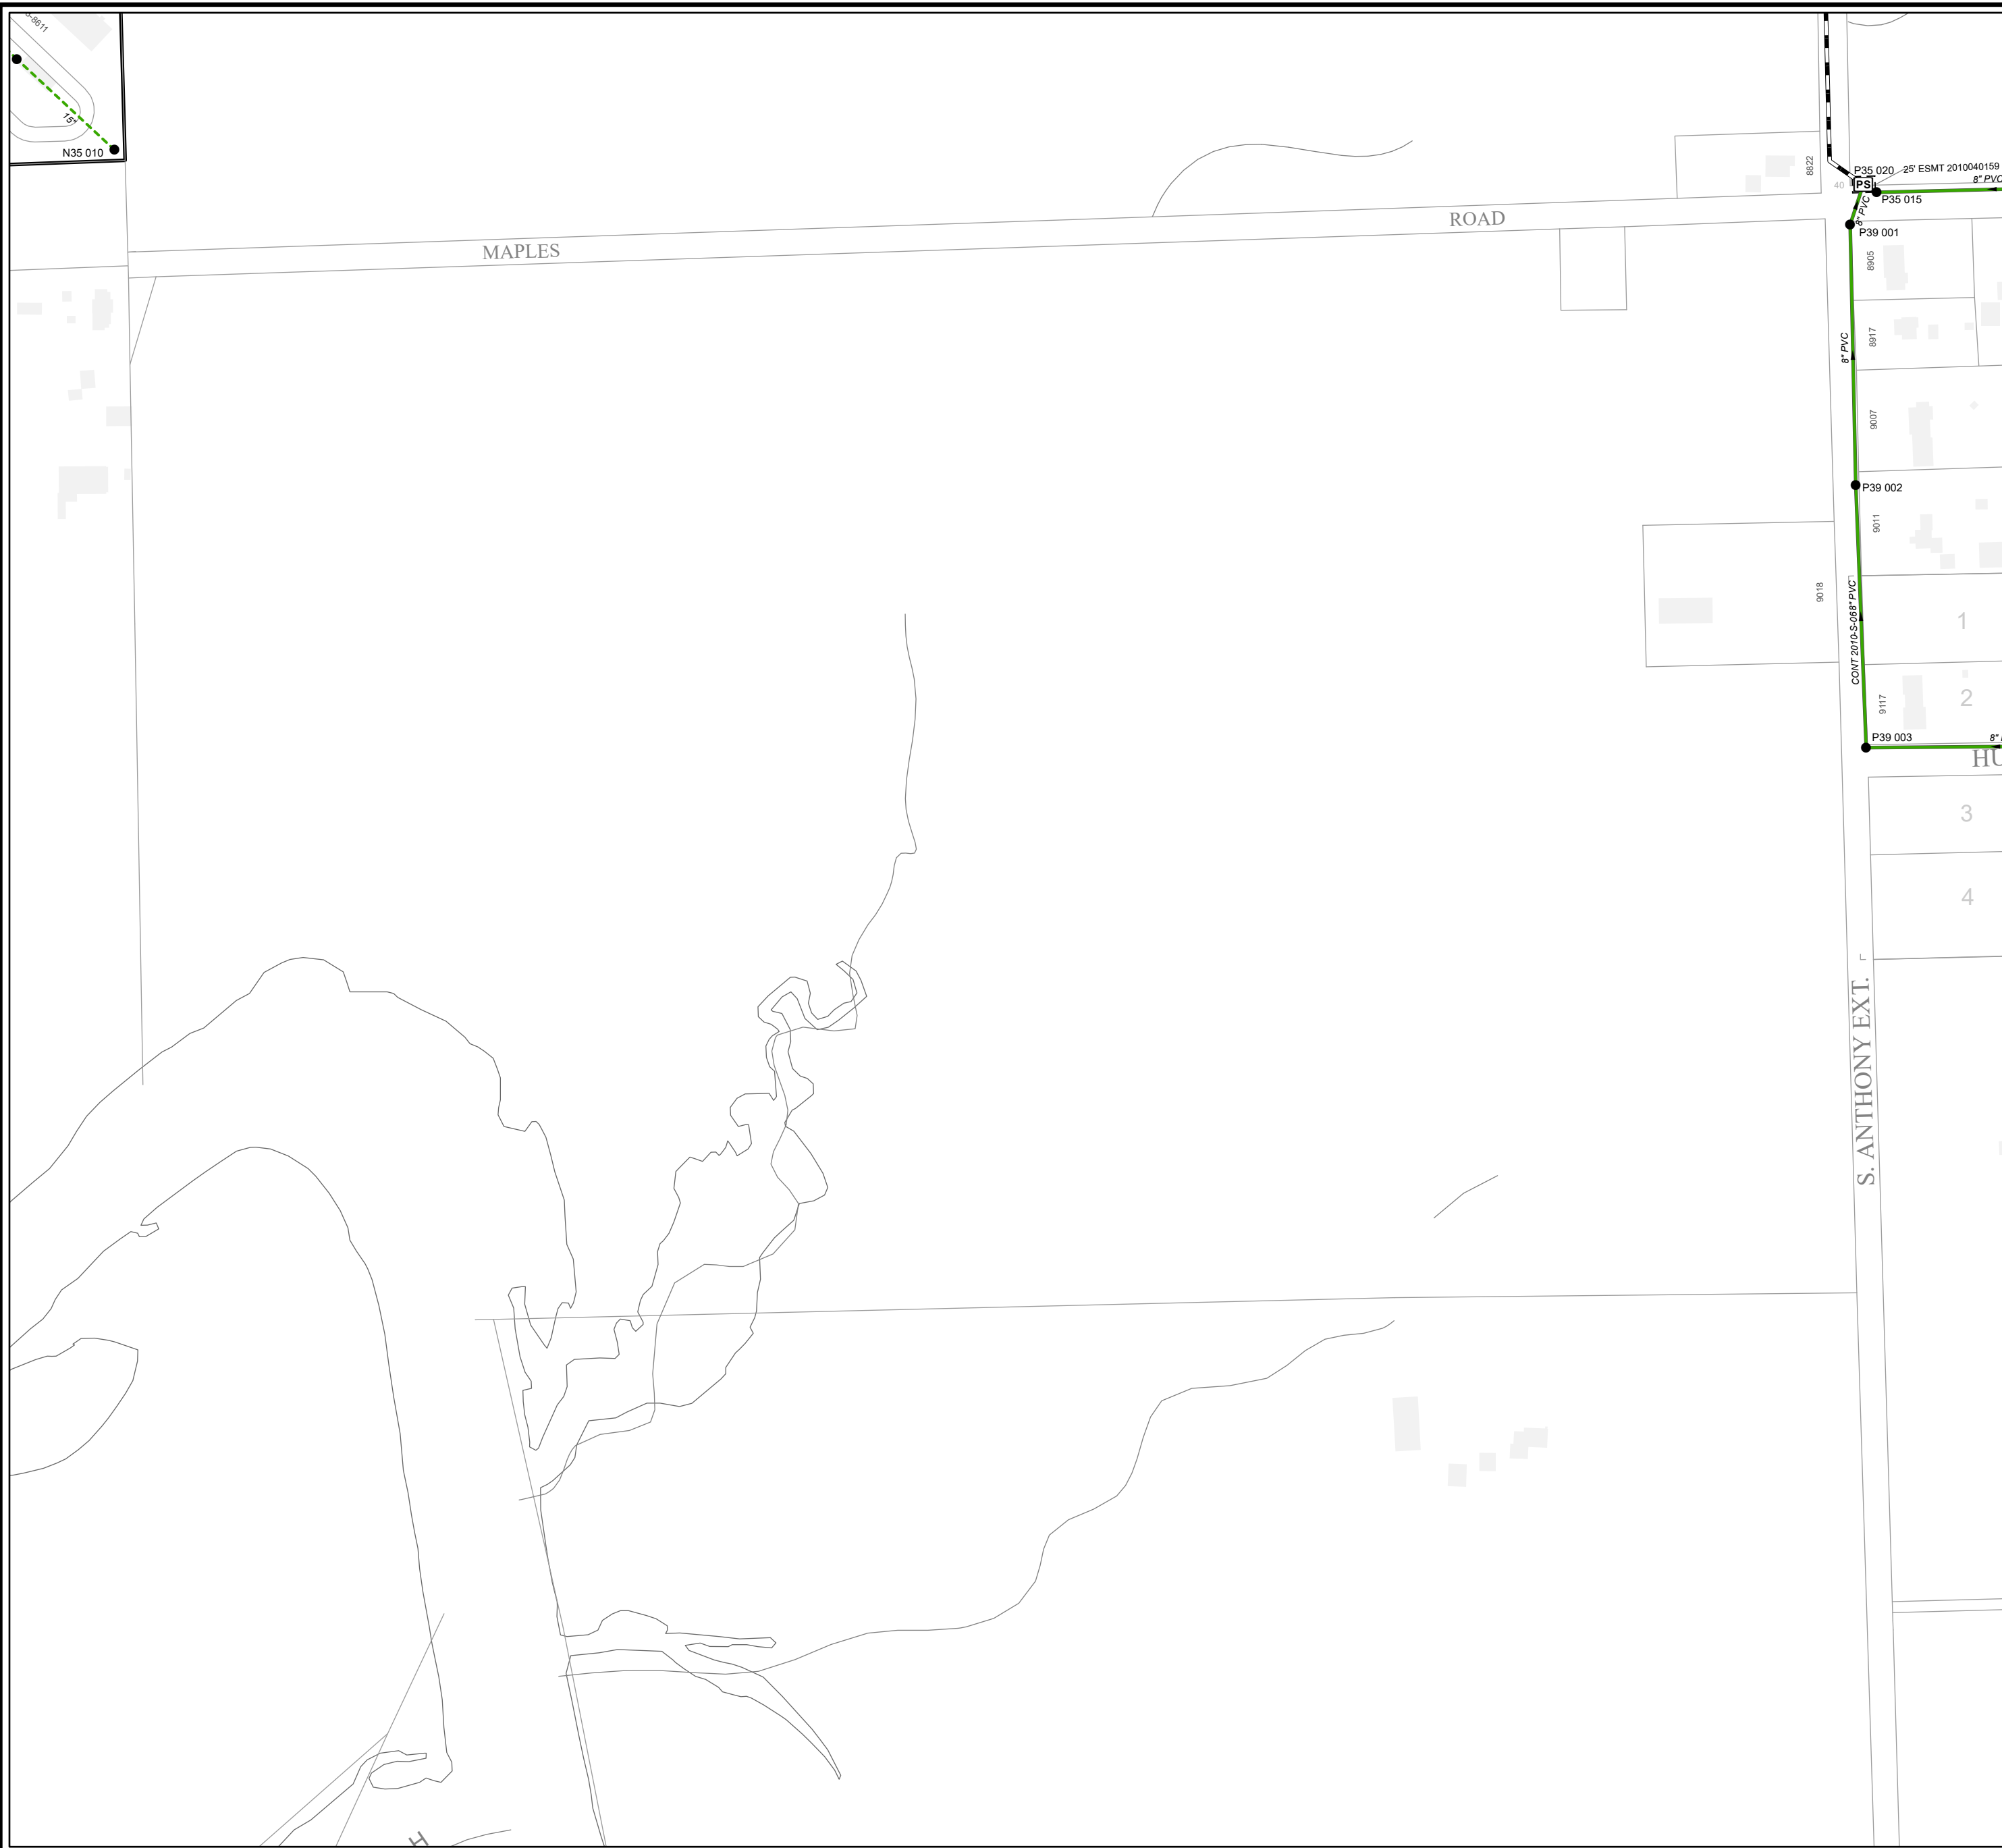 15"
N35 010
8822
P35 020
25' ESMT 2010040159
40
PS
8" PVC
P35 015
8" PVC
P39 001
MAPLES
ROAD
8905
8917
8" PVC
9007
P39 002
9011
9018
CONT 2010-S-06
8" PVC
1
2
9117
P39 003
8"
HU
3
4
S. ANTHONY EXT.
H